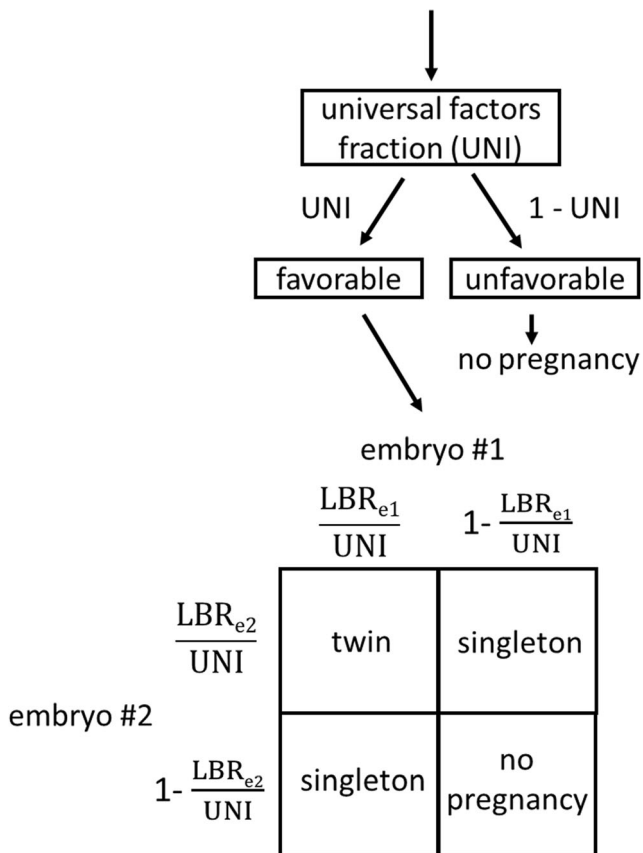 universal factors
fraction (UNI)
UNI
1 - UNI
favorable
unfavorable
no pregnancy
embryo #1
LBRe1
UNI
1- LBRe1
UNI
LBRe2
UNI
twin
singleton
embryo #2
1- LBRe2
UNI
singleton
no
pregnancy